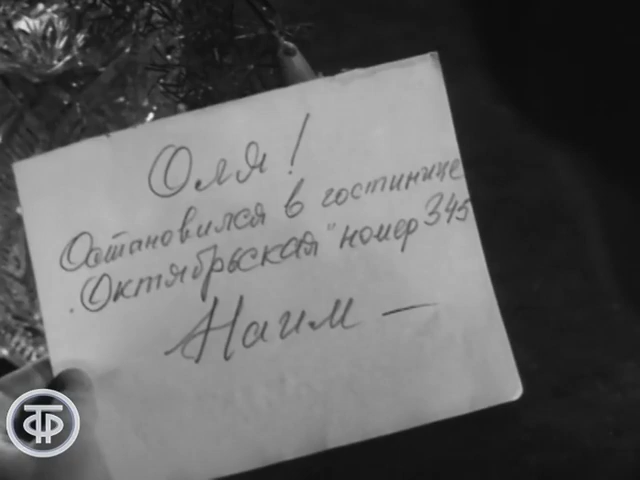 Оля!
Остановился в гостинице
„Октябрьская" номер 345
Наим —